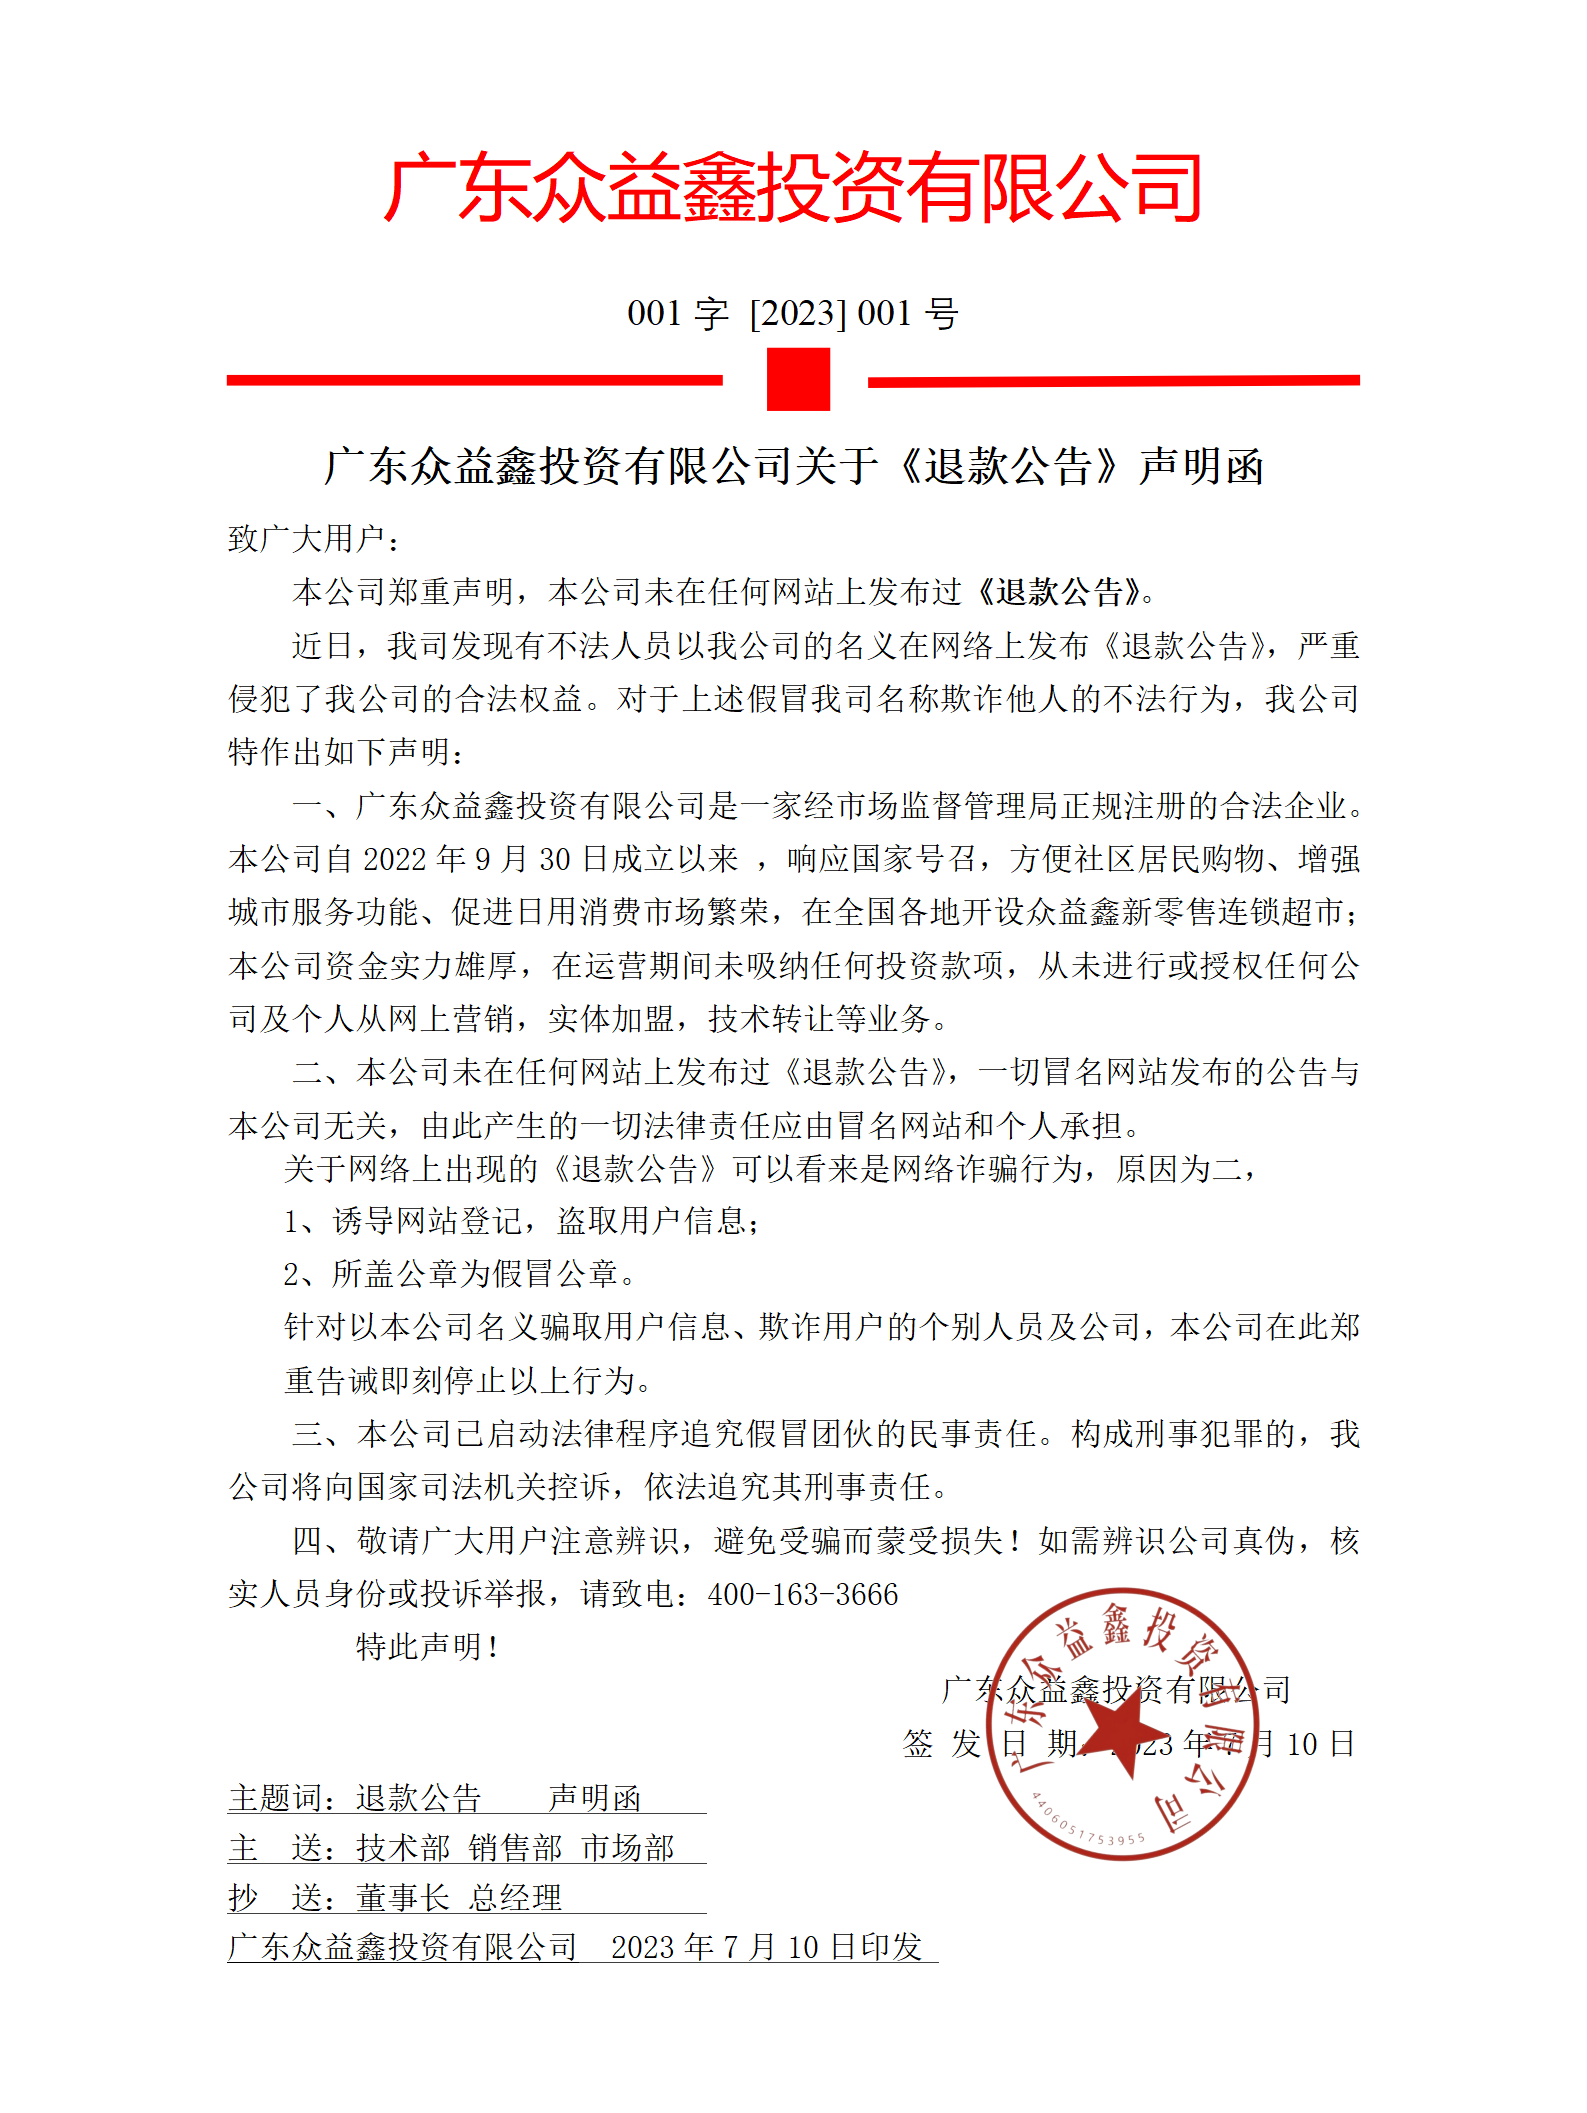 广东众益鑫投资有限公司
001 字 [2023] 001 号
广东众益鑫投资有限公司关于《退款公告》声明函
致广大用户：
本公司郑重声明，本公司未在任何网站上发布过《退款公告》。
近日，我司发现有不法人员以我公司的名义在网络上发布《退款公告》，严重
侵犯了我公司的合法权益。对于上述假冒我司名称欺诈他人的不法行为，我公司
特作出如下声明：
一、广东众益鑫投资有限公司是一家经市场监督管理局正规注册的合法企业。
本公司自 2022 年 9 月 30 日成立以来 ，响应国家号召，方便社区居民购物、增强
城市服务功能、促进日用消费市场繁荣，在全国各地开设众益鑫新零售连锁超市；
本公司资金实力雄厚，在运营期间未吸纳任何投资款项，从未进行或授权任何公
司及个人从网上营销，实体加盟，技术转让等业务。
二、本公司未在任何网站上发布过《退款公告》，一切冒名网站发布的公告与
本公司无关，由此产生的一切法律责任应由冒名网站和个人承担。
关于网络上出现的《退款公告》可以看来是网络诈骗行为，原因为二，
1、诱导网站登记，盗取用户信息；
2、所盖公章为假冒公章。
针对以本公司名义骗取用户信息、欺诈用户的个别人员及公司，本公司在此郑
重告诫即刻停止以上行为。
三、本公司已启动法律程序追究假冒团伙的民事责任。构成刑事犯罪的，我
公司将向国家司法机关控诉，依法追究其刑事责任。
四、敬请广大用户注意辨识，避免受骗而蒙受损失！如需辨识公司真伪，核
实人员身份或投诉举报，请致电：400-163-3666
特此声明！
广东众益鑫投资有限公司
签 发 日 期：2023 年 7 月 10 日
广东众益鑫投资有限公司
4406051753955
主题词：退款公告 声明函
主 送：技术部 销售部 市场部
抄 送：董事长 总经理
广东众益鑫投资有限公司 2023 年 7 月 10 日印发